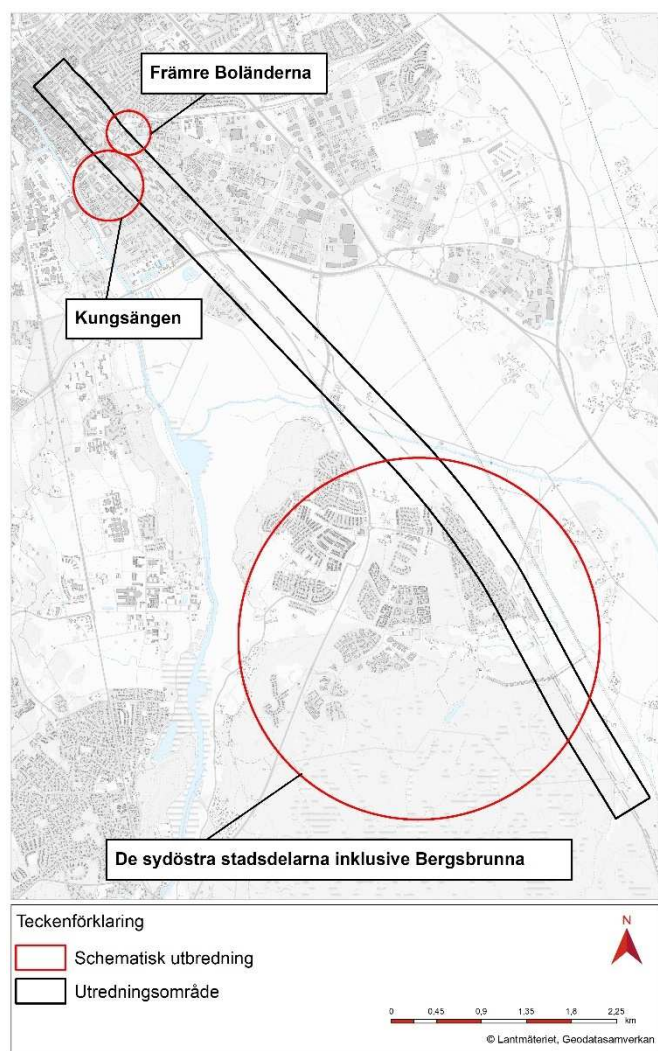 Främre Boländerna
Kungsängen
De sydöstra stadsdelarna inklusive Bergsbrunna
Teckenförklaring
Schematisk utbredning
Utredningsområde
N
0 0,45 0,9 1,35 1,8 2,25
km
© Lantmäteriet, Geodatasamverkan